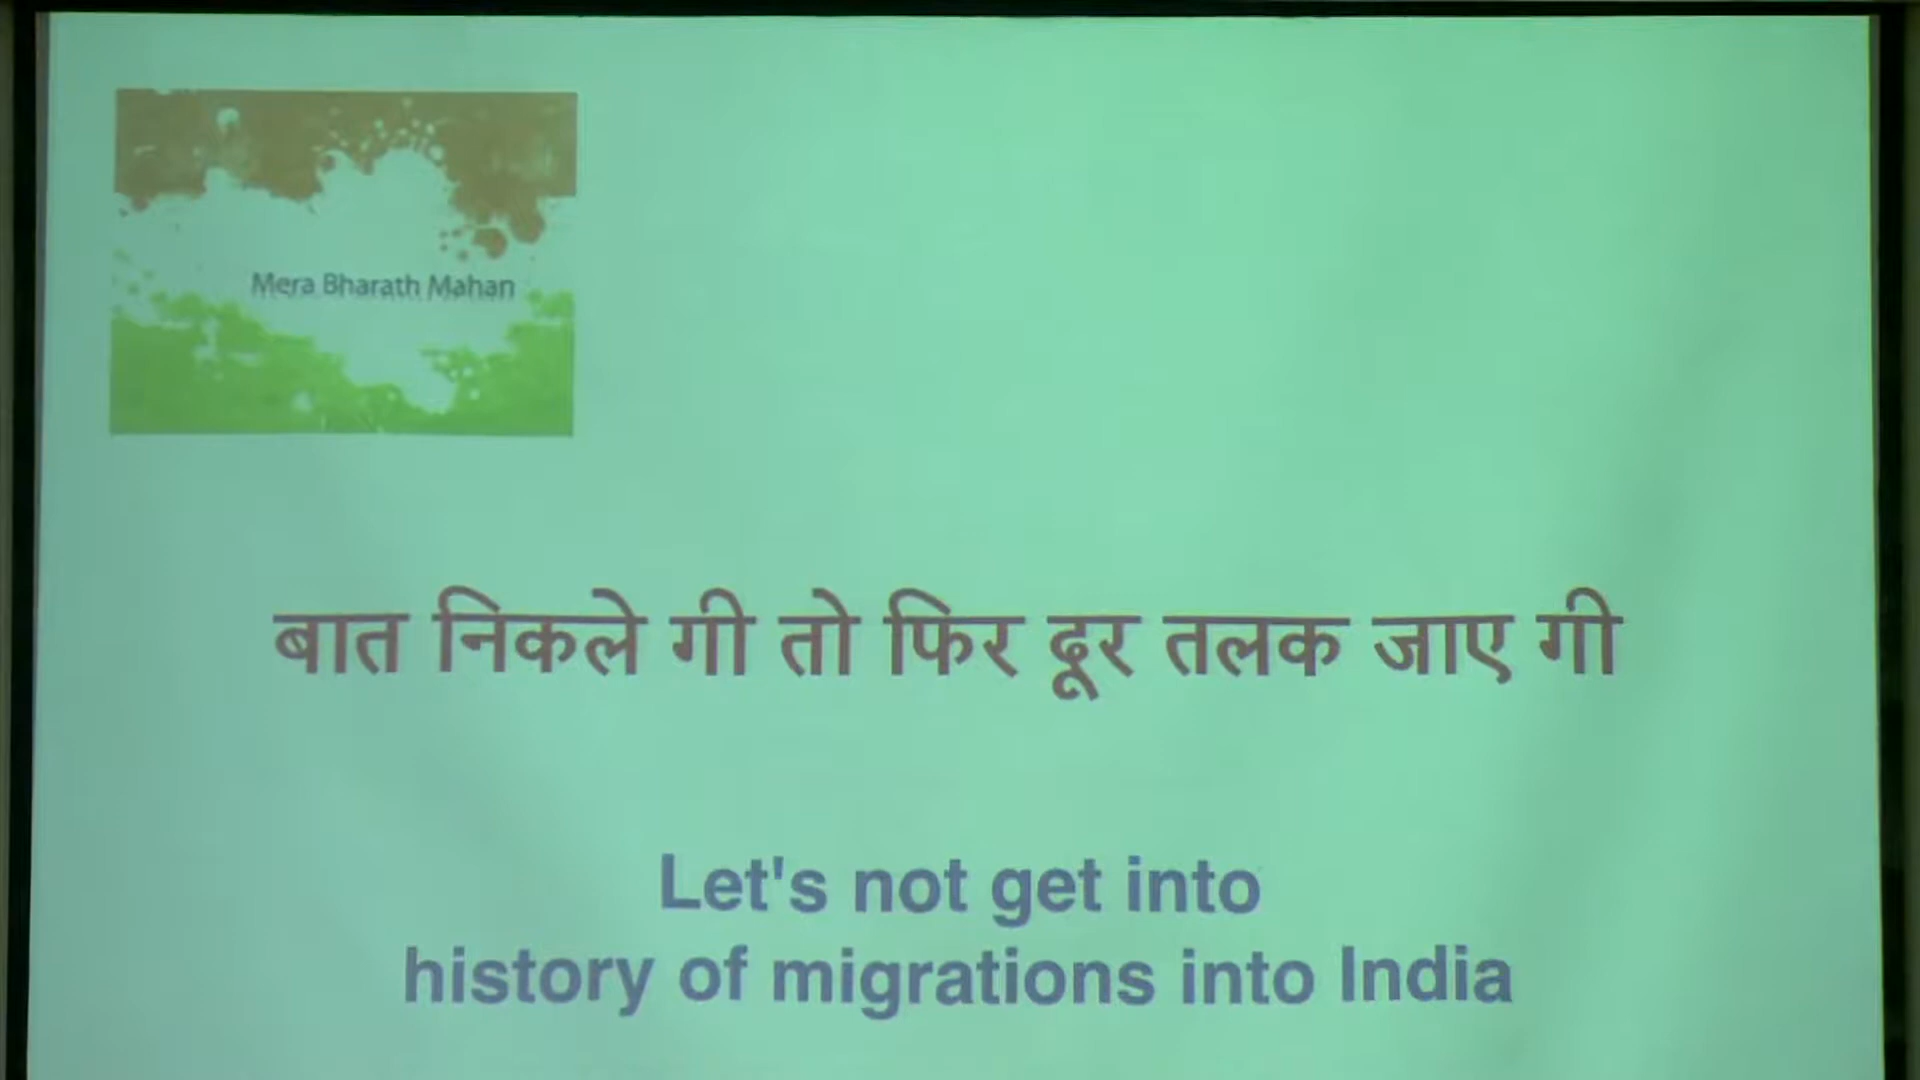 Mera Bharath Mahan
बात निकले गी तो फिर दूर तलक जाए गी
Let's not get into
history of migrations into India